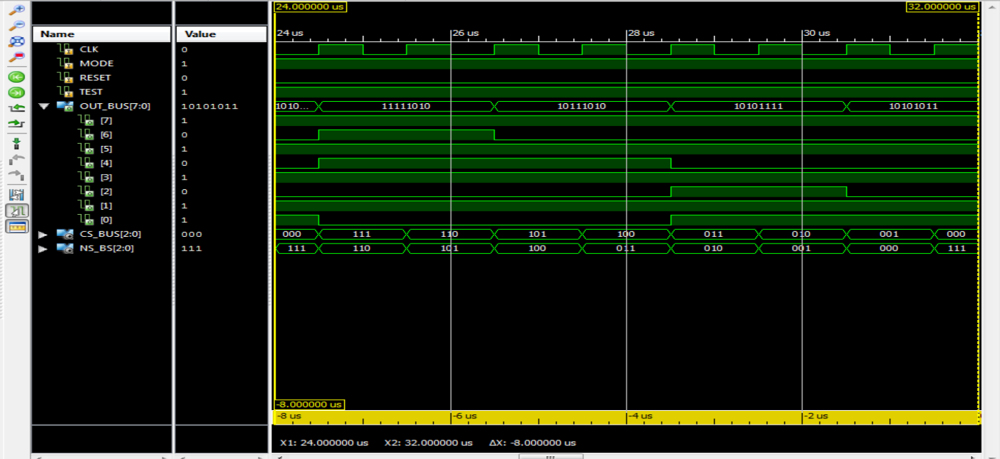 24.000000 us 32.000000 us
Name Value 24 us 26 us 28 us 30 us
CLK 0
MODE 1
RESET 0
TEST 1
OUT_BUS[7:0] 10101011 1010... 11111010 10111010 10101111 10101011
[7] 1
[6] 0
[5] 1
[4] 0
[3] 1
[2] 0
[1] 1
[0] 1
CS_BUS[2:0] 000 000 111 110 101 100 011 010 001 000
NS_BS[2:0] 111 111 110 101 100 011 010 001 000 111
-8.000000 us
-8 us -6 us -4 us -2 us
X1: 24.000000 us X2: 32.000000 us ΔX: -8.000000 us